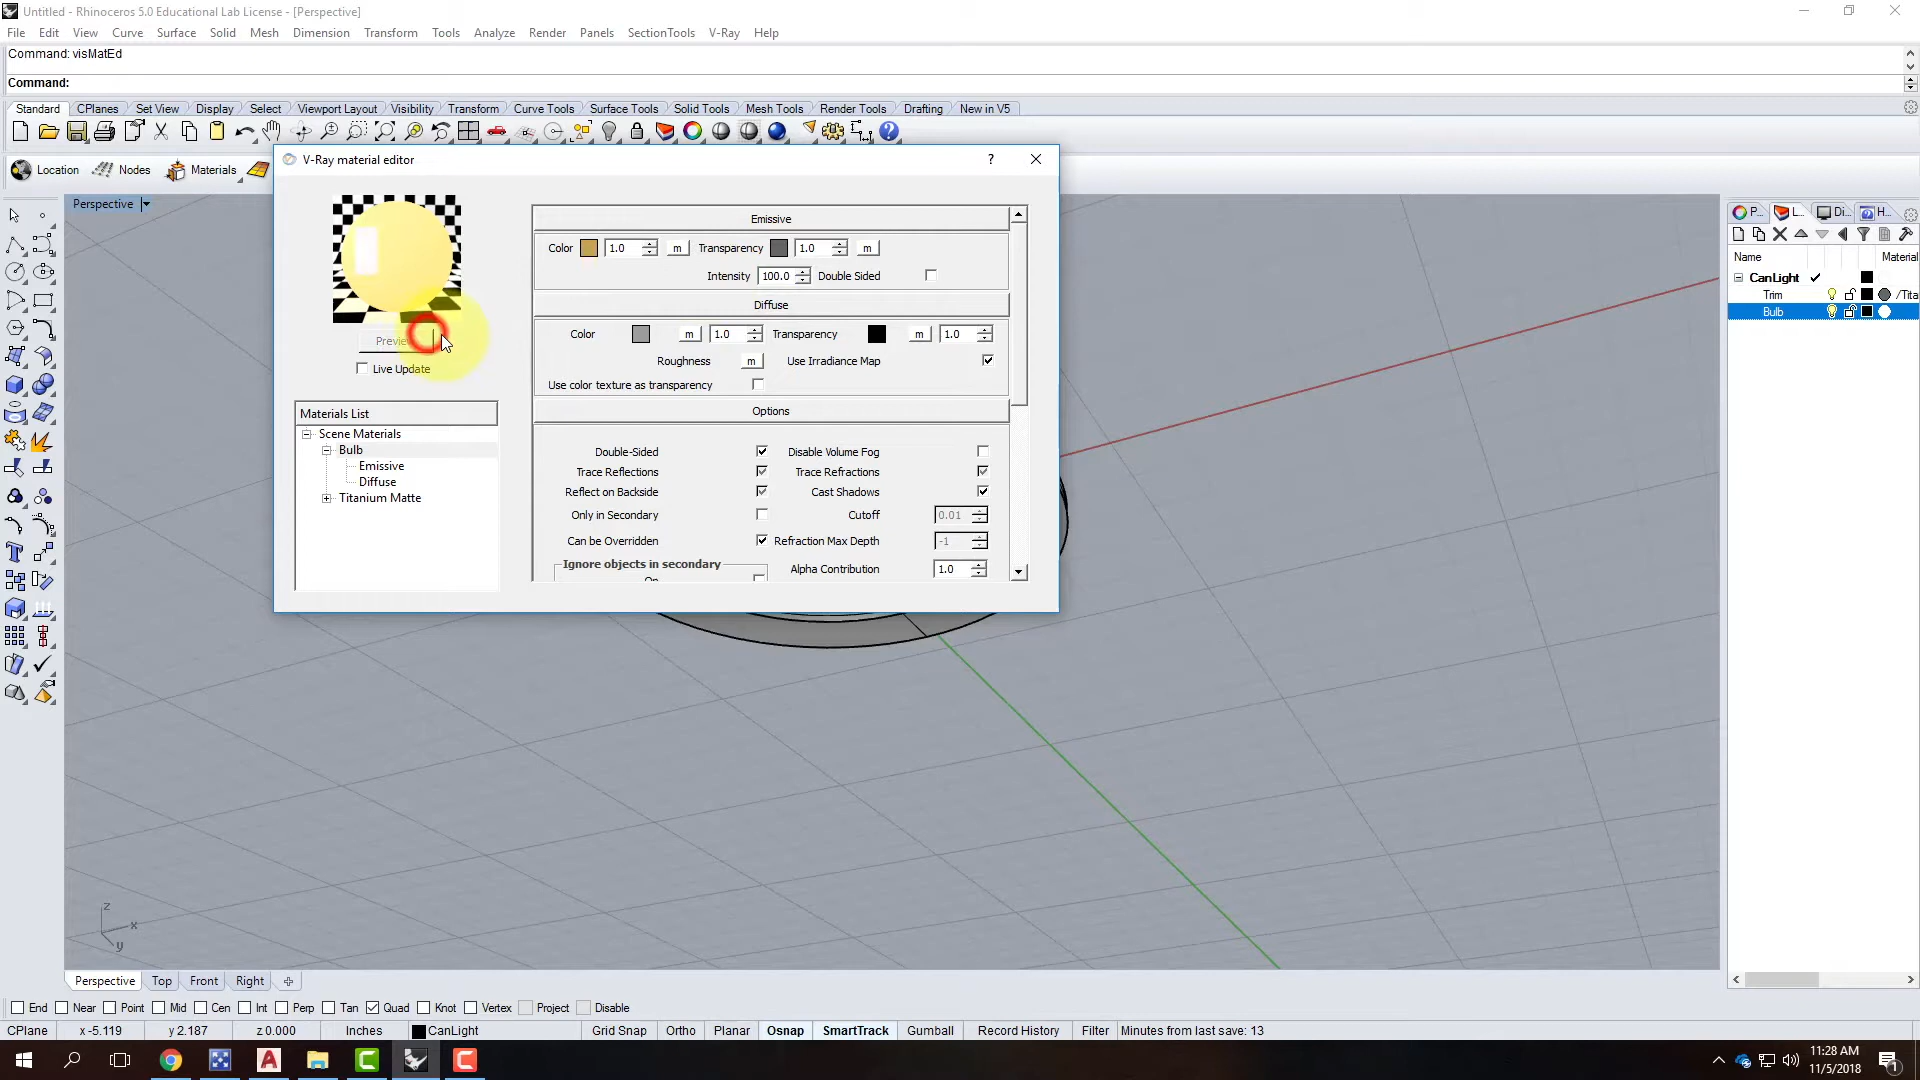 Untitled - Rhinoceros 5.0 Educational Lab License - [Perspective]
File Edit View Curve Surface Solid Mesh Dimension Transform Tools Analyze Render Panels SectionTools V-Ray Help
Command: visMatEd
Command:
Standard CPlanes Set View Display Select Viewport Layout Visibility Transform Curve Tools Surface Tools Solid Tools Mesh Tools Render Tools Drafting New in V5
Location Nodes Materials
V-Ray material editor ?
Perspective
P... L... Di... H...
Name Material
CanLight
Trim /Tita
Bulb
Emissive
Color 1.0 m Transparency 1.0 m
Intensity 100.0 Double Sided
Diffuse
Color m 1.0 Transparency m 1.0
Roughness m Use Irradiance Map
Use color texture as transparency
Live Update
Options
Double-Sided Disable Volume Fog
Trace Reflections Trace Refractions
Reflect on Backside Cast Shadows
Only in Secondary Cutoff 0.01
Can be Overridden Refraction Max Depth -1
Ignore objects in secondary
On Alpha Contribution 1.0
Materials List
Scene Materials
Bulb
Emissive
Diffuse
Titanium Matte
z
x
y
Perspective Top Front Right
End Near Point Mid Cen Int Perp Tan Quad Knot Vertex Project Disable
CPlane x -5.119 y 2.187 z 0.000 Inches CanLight Grid Snap Ortho Planar Osnap SmartTrack Gumball Record History Filter Minutes from last save: 13
11:28 AM
11/5/2018
1